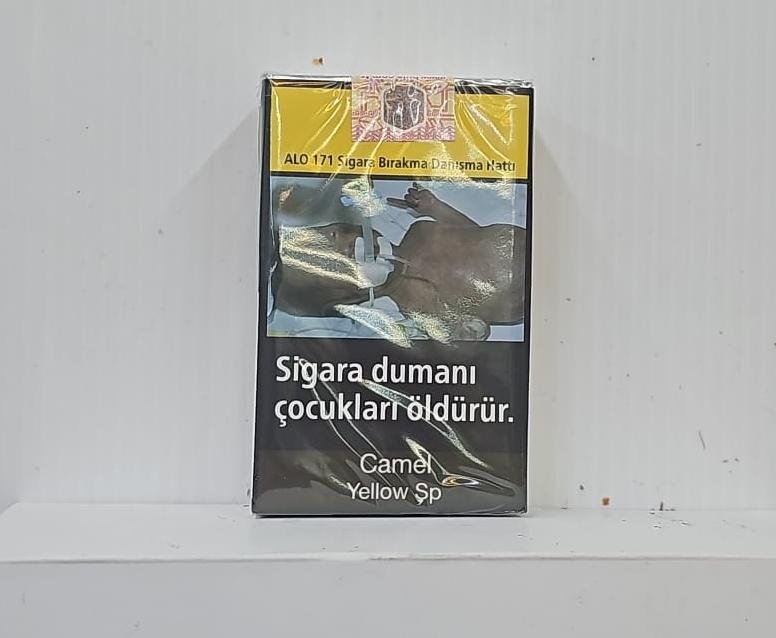 ALO 171 Sigara Bırakma Danışma Hattı
Sigara dumanı
çocukları öldürür.
Camel
Yellow Sp